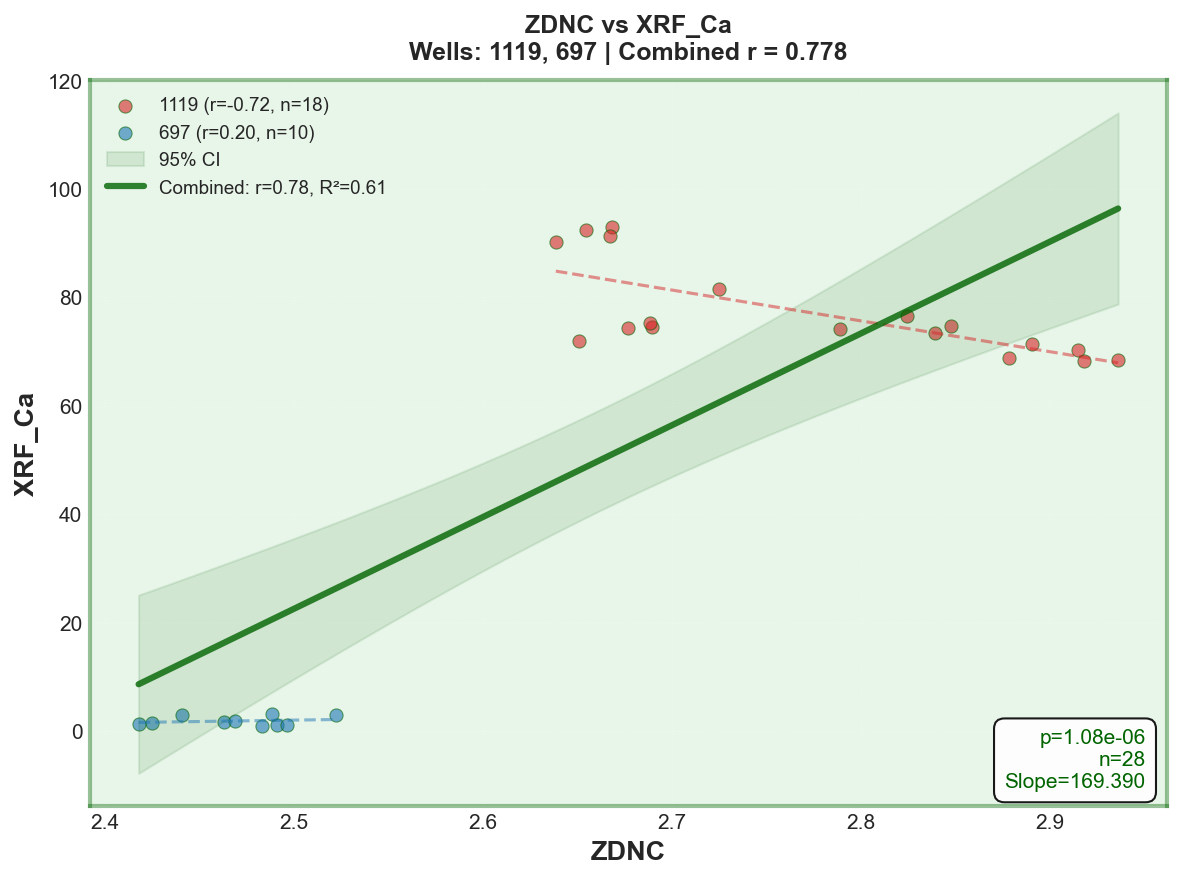 ZDNC vs XRF_Ca
Wells: 1119, 697 | Combined r = 0.778
1119 (r=-0.72, n=18)
697 (r=0.20, n=10)
95% CI
Combined: r=0.78, R²=0.61
120
100
80
60
40
20
0
XRF_Ca
p=1.08e-06
n=28
Slope=169.390
2.4 2.5 2.6 2.7 2.8 2.9
ZDNC